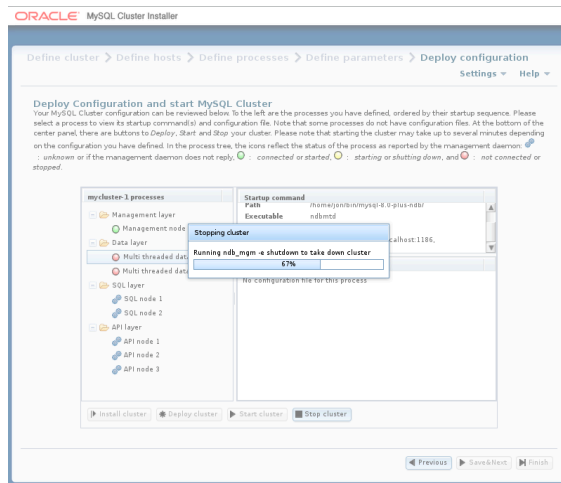 ORACLE MySQL Cluster Installer
Define cluster > Define hosts > Define processes > Define parameters > Deploy configuration
Settings Help
Deploy Configuration and start MySQL Cluster
Your MySQL Cluster configuration can be reviewed below. To the left are the processes you have defined, ordered by their startup sequence. Please
select a process to view its startup command(s) and configuration file. Note that some processes do not have configuration files. At the bottom of the
center panel, there are buttons to Deploy, Start and Stop your cluster. Please note that starting the cluster may take up to several minutes depending
on the configuration you have defined. In the process tree, the icons reflect the status of the process as reported by the management daemon:
: unknown or if the management daemon does not reply, : connected or started, : starting or shutting down, and : not connected or
stopped.
mycluster-1 processes
Management layer
Management node
Data layer
Multi threaded data
Multi threaded data
SQL layer
SQL node 1
SQL node 2
API layer
API node 1
API node 2
API node 3
Startup command
Path /home/jon/bin/mysql-8.0-plus-ndb/
Executable ndbmtd
calhost:1186,
Stopping cluster
Running ndb_mgm -e shutdown to take down cluster
67%
No configuration file for this process
Install cluster Deploy cluster Start cluster Stop cluster
Previous Save&Next Finish